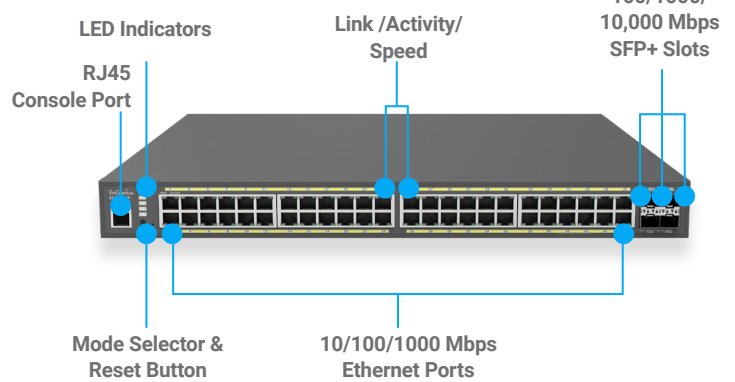 LED Indicators
Link /Activity/
Speed
10,000 Mbps
SFP+ Slots
RJ45
Console Port
Mode Selector &
Reset Button
10/100/1000 Mbps
Ethernet Ports